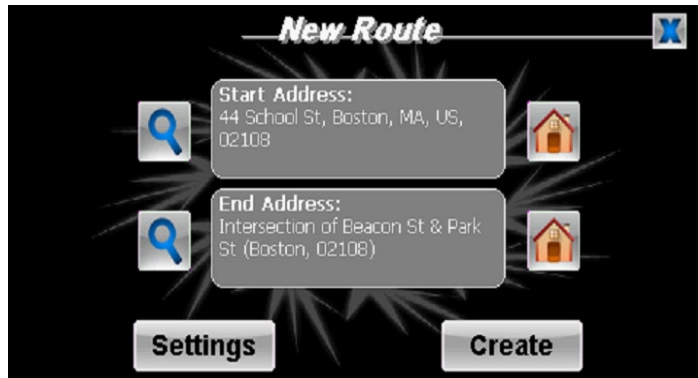 New Route
Start Address:
44 School St, Boston, MA, US,
02108
End Address:
Intersection of Beacon St & Park
St (Boston, 02108)
Settings
Create